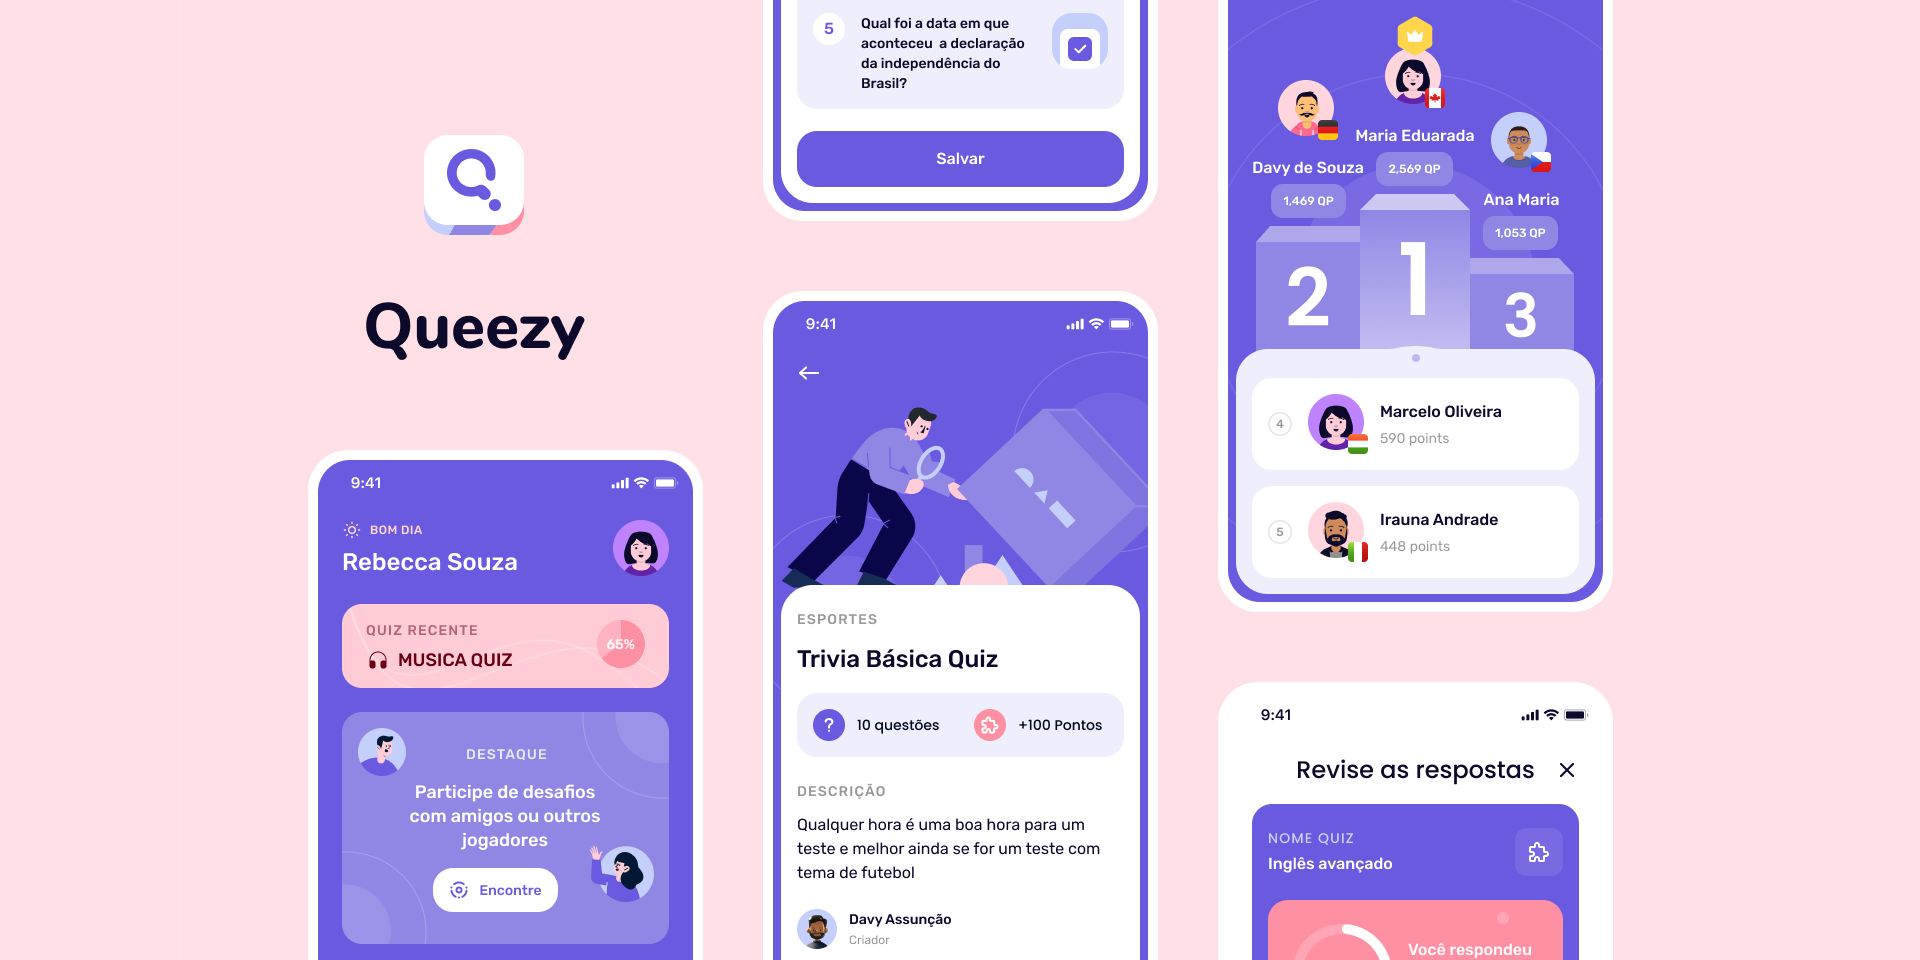 Queezy
9:41
BOM DIA
Rebecca Souza
QUIZ RECENTE
MUSICA QUIZ
65%
DESTAQUE
Participe de desafios
com amigos ou outros
jogadores
Encontre
5
Qual foi a data em que
aconteceu a declaração
da independência do
Brasil?
Salvar
9:41
ESPORTES
Trivia Básica Quiz
?
10 questões
+100 Pontos
DESCRIÇÃO
Qualquer hora é uma boa hora para um
teste e melhor ainda se for um teste com
tema de futebol
Davy Assunção
Criador
Maria Eduarada
2,569 QP
Davy de Souza
1,469 QP
Ana Maria
1,053 QP
1
2
3
4
Marcelo Oliveira
590 points
5
Irauna Andrade
448 points
9:41
Revise as respostas
NOME QUIZ
Inglês avançado
Você respondeu